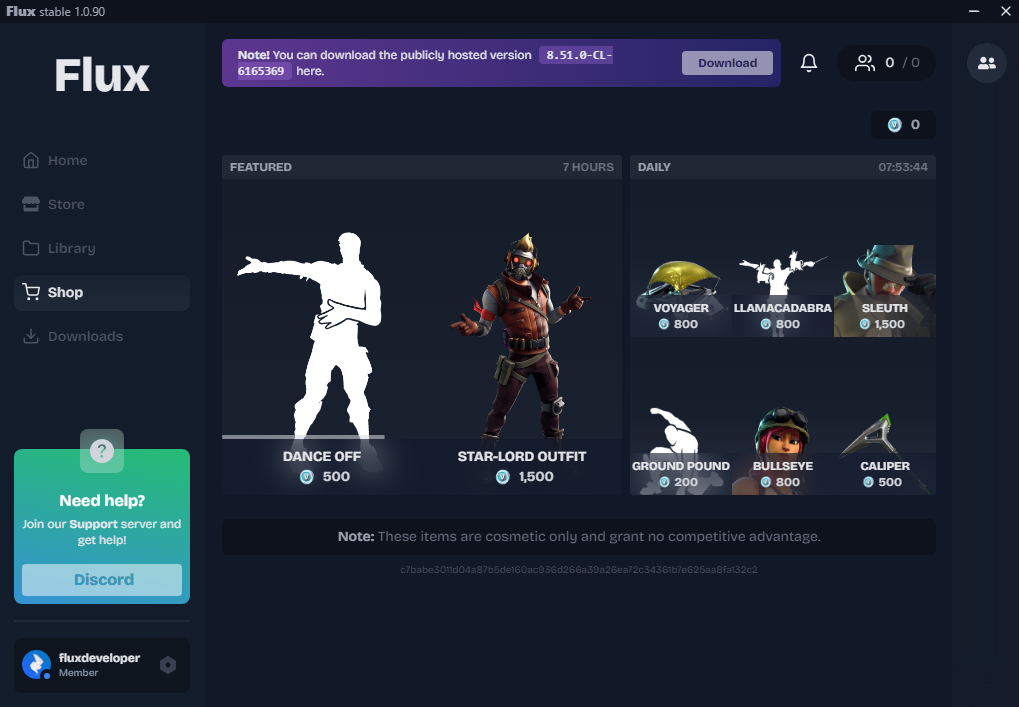 Flux stable 1.0.90
Flux
Note! You can download the publicly hosted version 8.51.0-CL-
6165369 here.
Download
0 / 0
0
Home
Store
Library
Shop
Downloads
FEATURED
7 HOURS
DANCE OFF
500
STAR-LORD OUTFIT
1,500
DAILY
07:53:44
VOYAGER
800
LLAMACADABRA
800
SLEUTH
1,500
GROUND POUND
200
BULLSEYE
800
CALIPER
500
Note: These items are cosmetic only and grant no competitive advantage.
c7babe3011d04a87b5de160ac936d266a39a26ea72c34361b7e625aa8fa132c2
?
Need help?
Join our Support server and
get help!
Discord
fluxdeveloper
Member